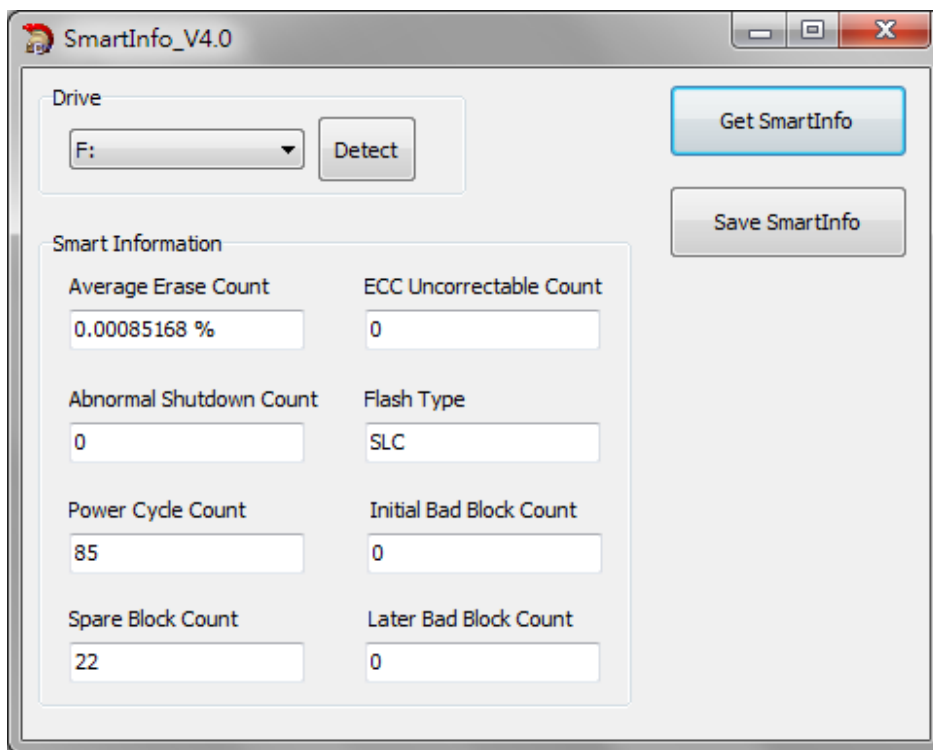 SmartInfo_V4.0
Drive
F:
Detect
Get SmartInfo
Save SmartInfo
Smart Information
Average Erase Count
ECC Uncorrectable Count
0.00085168 %
0
Abnormal Shutdown Count
Flash Type
0
SLC
Power Cycle Count
Initial Bad Block Count
85
0
Spare Block Count
Later Bad Block Count
22
0